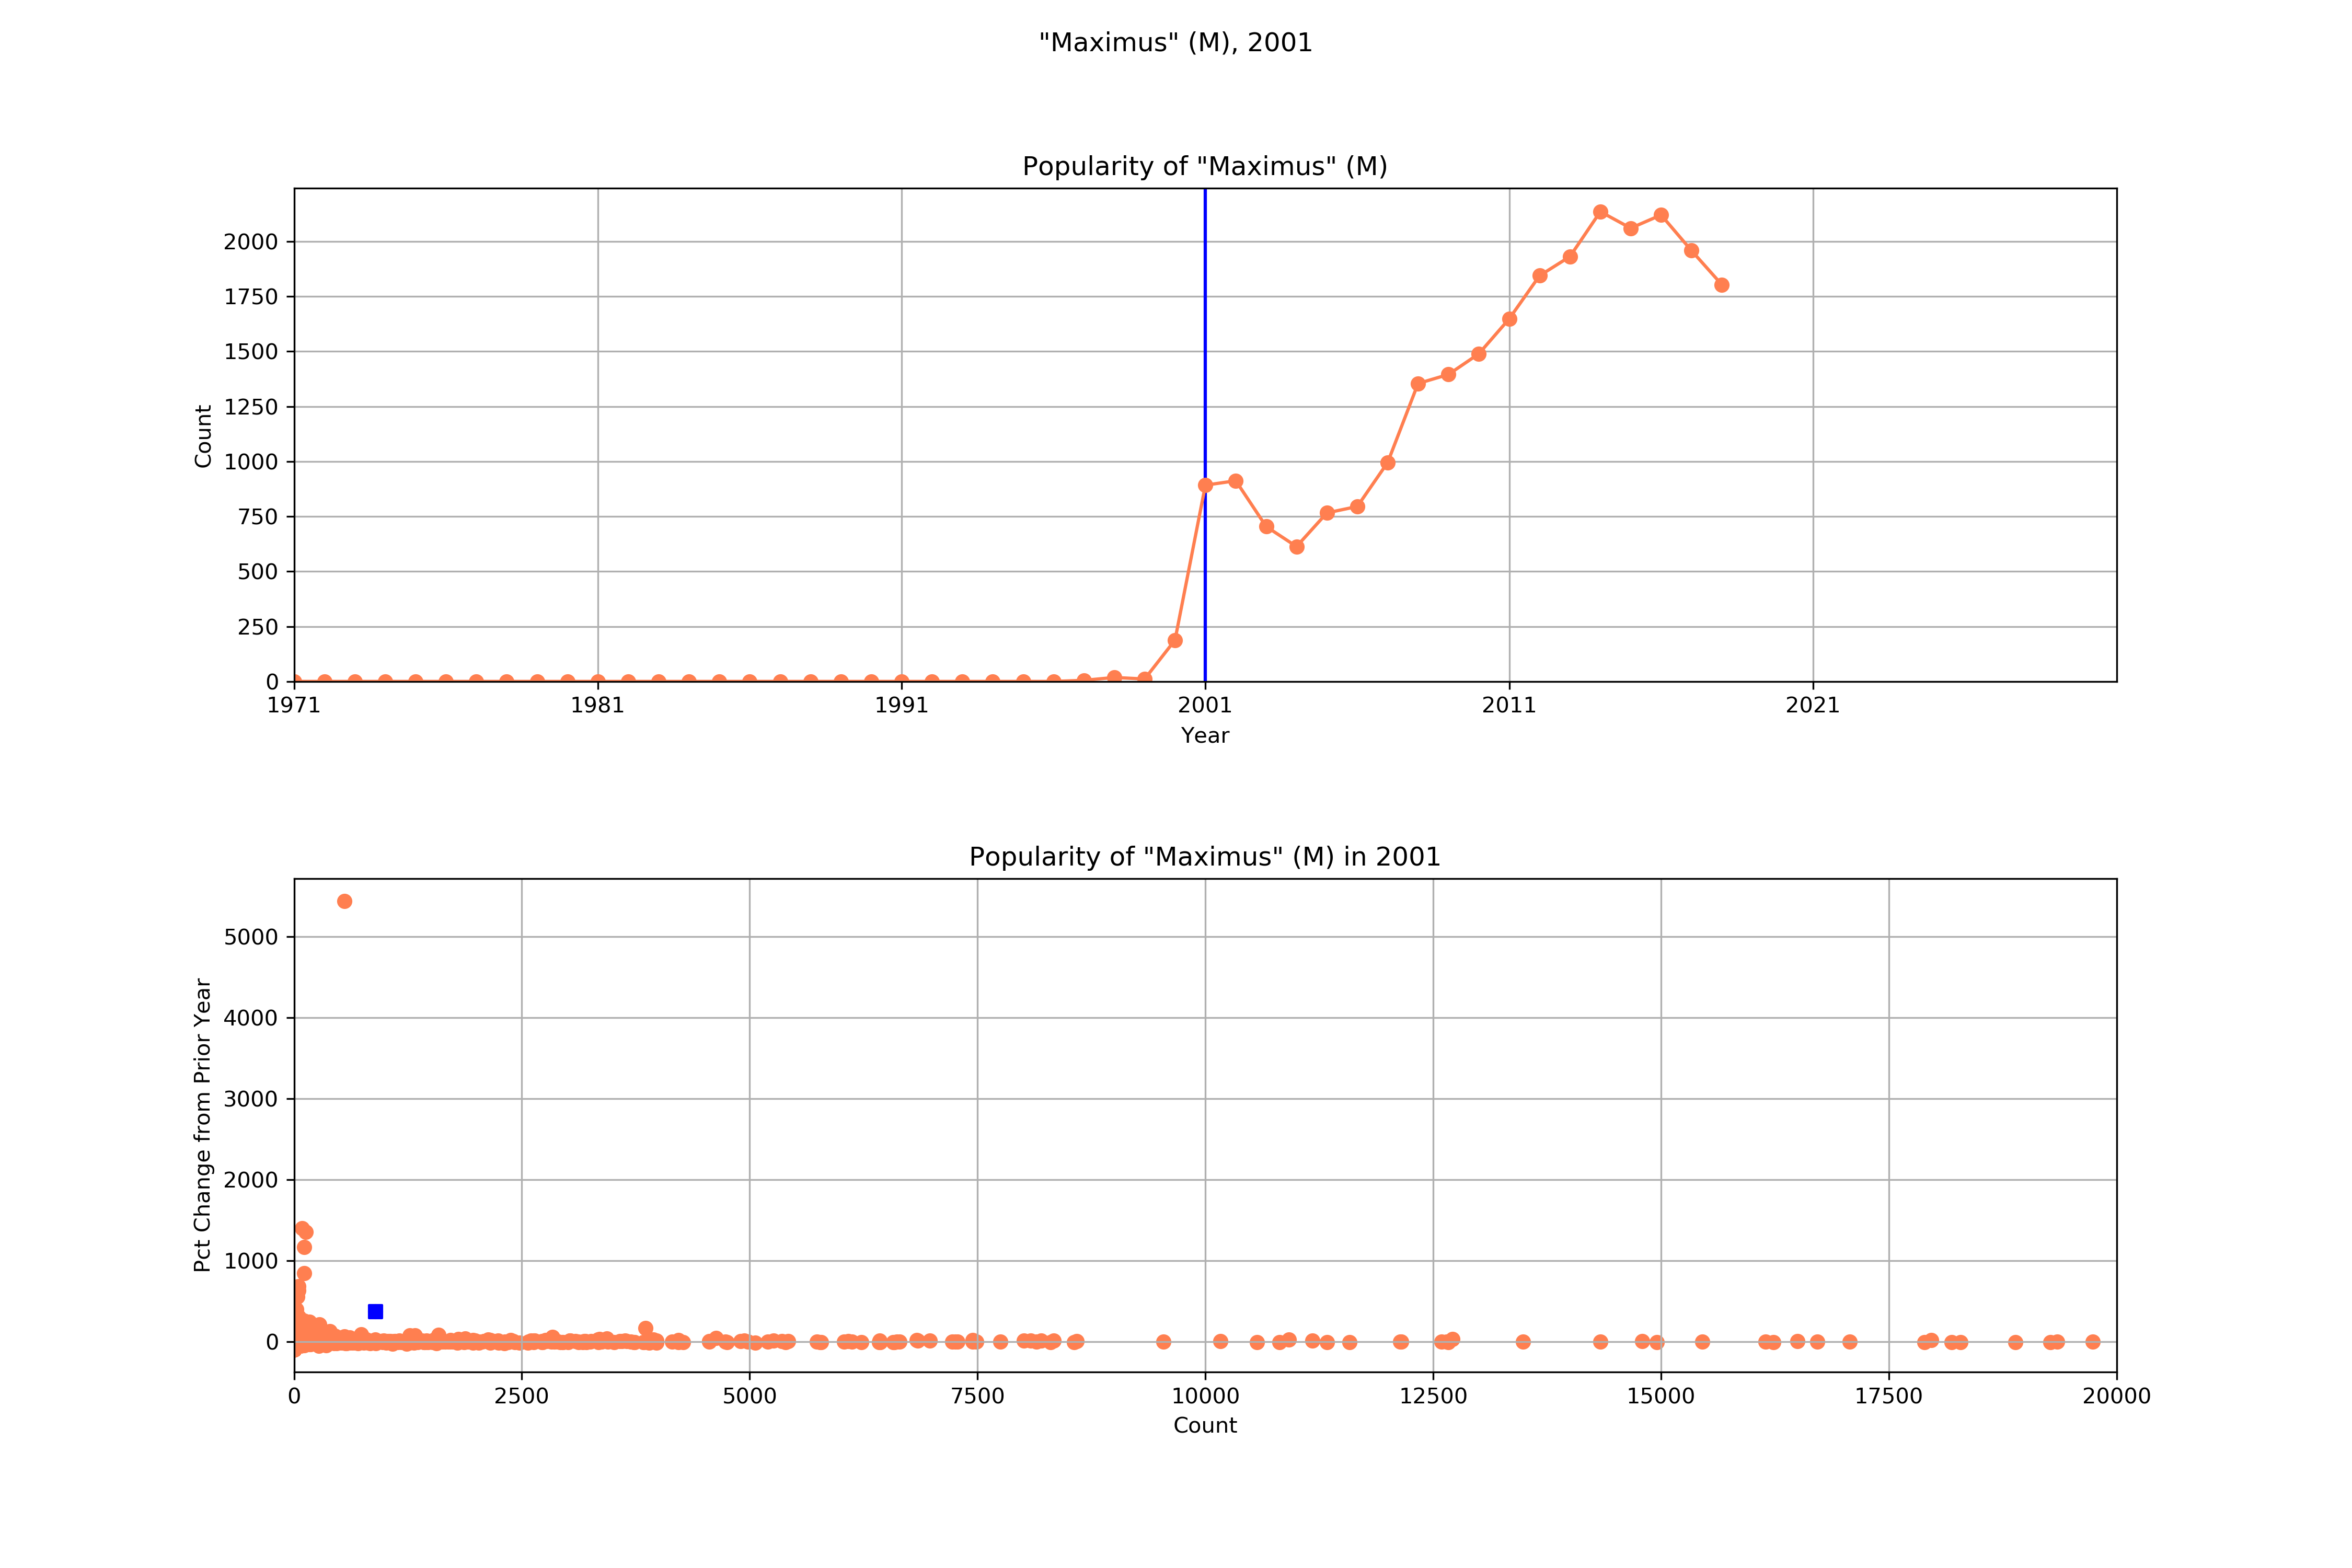 "Maximus" (M), 2001
Popularity of "Maximus" (M)
2000
1750
1500
1250
1000
750
500
250
0
Count
1971 1981 1991 2001 2011 2021
Year
Popularity of "Maximus" (M) in 2001
5000
4000
3000
2000
1000
0
Pct Change from Prior Year
0 2500 5000 7500 10000 12500 15000 17500 20000
Count